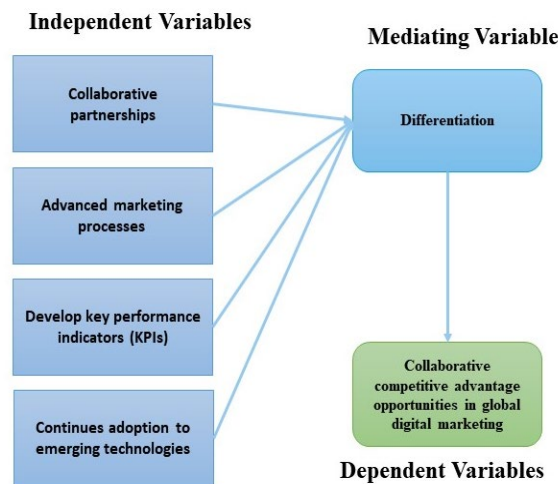 Independent Variables
Mediating Variable
Collaborative
partnerships
Differentiation
Advanced marketing
processes
Develop key performance
indicators (KPIs)
Continues adoption to
emerging technologies
Collaborative
competitive advantage
opportunities in global
digital marketing
Dependent Variables